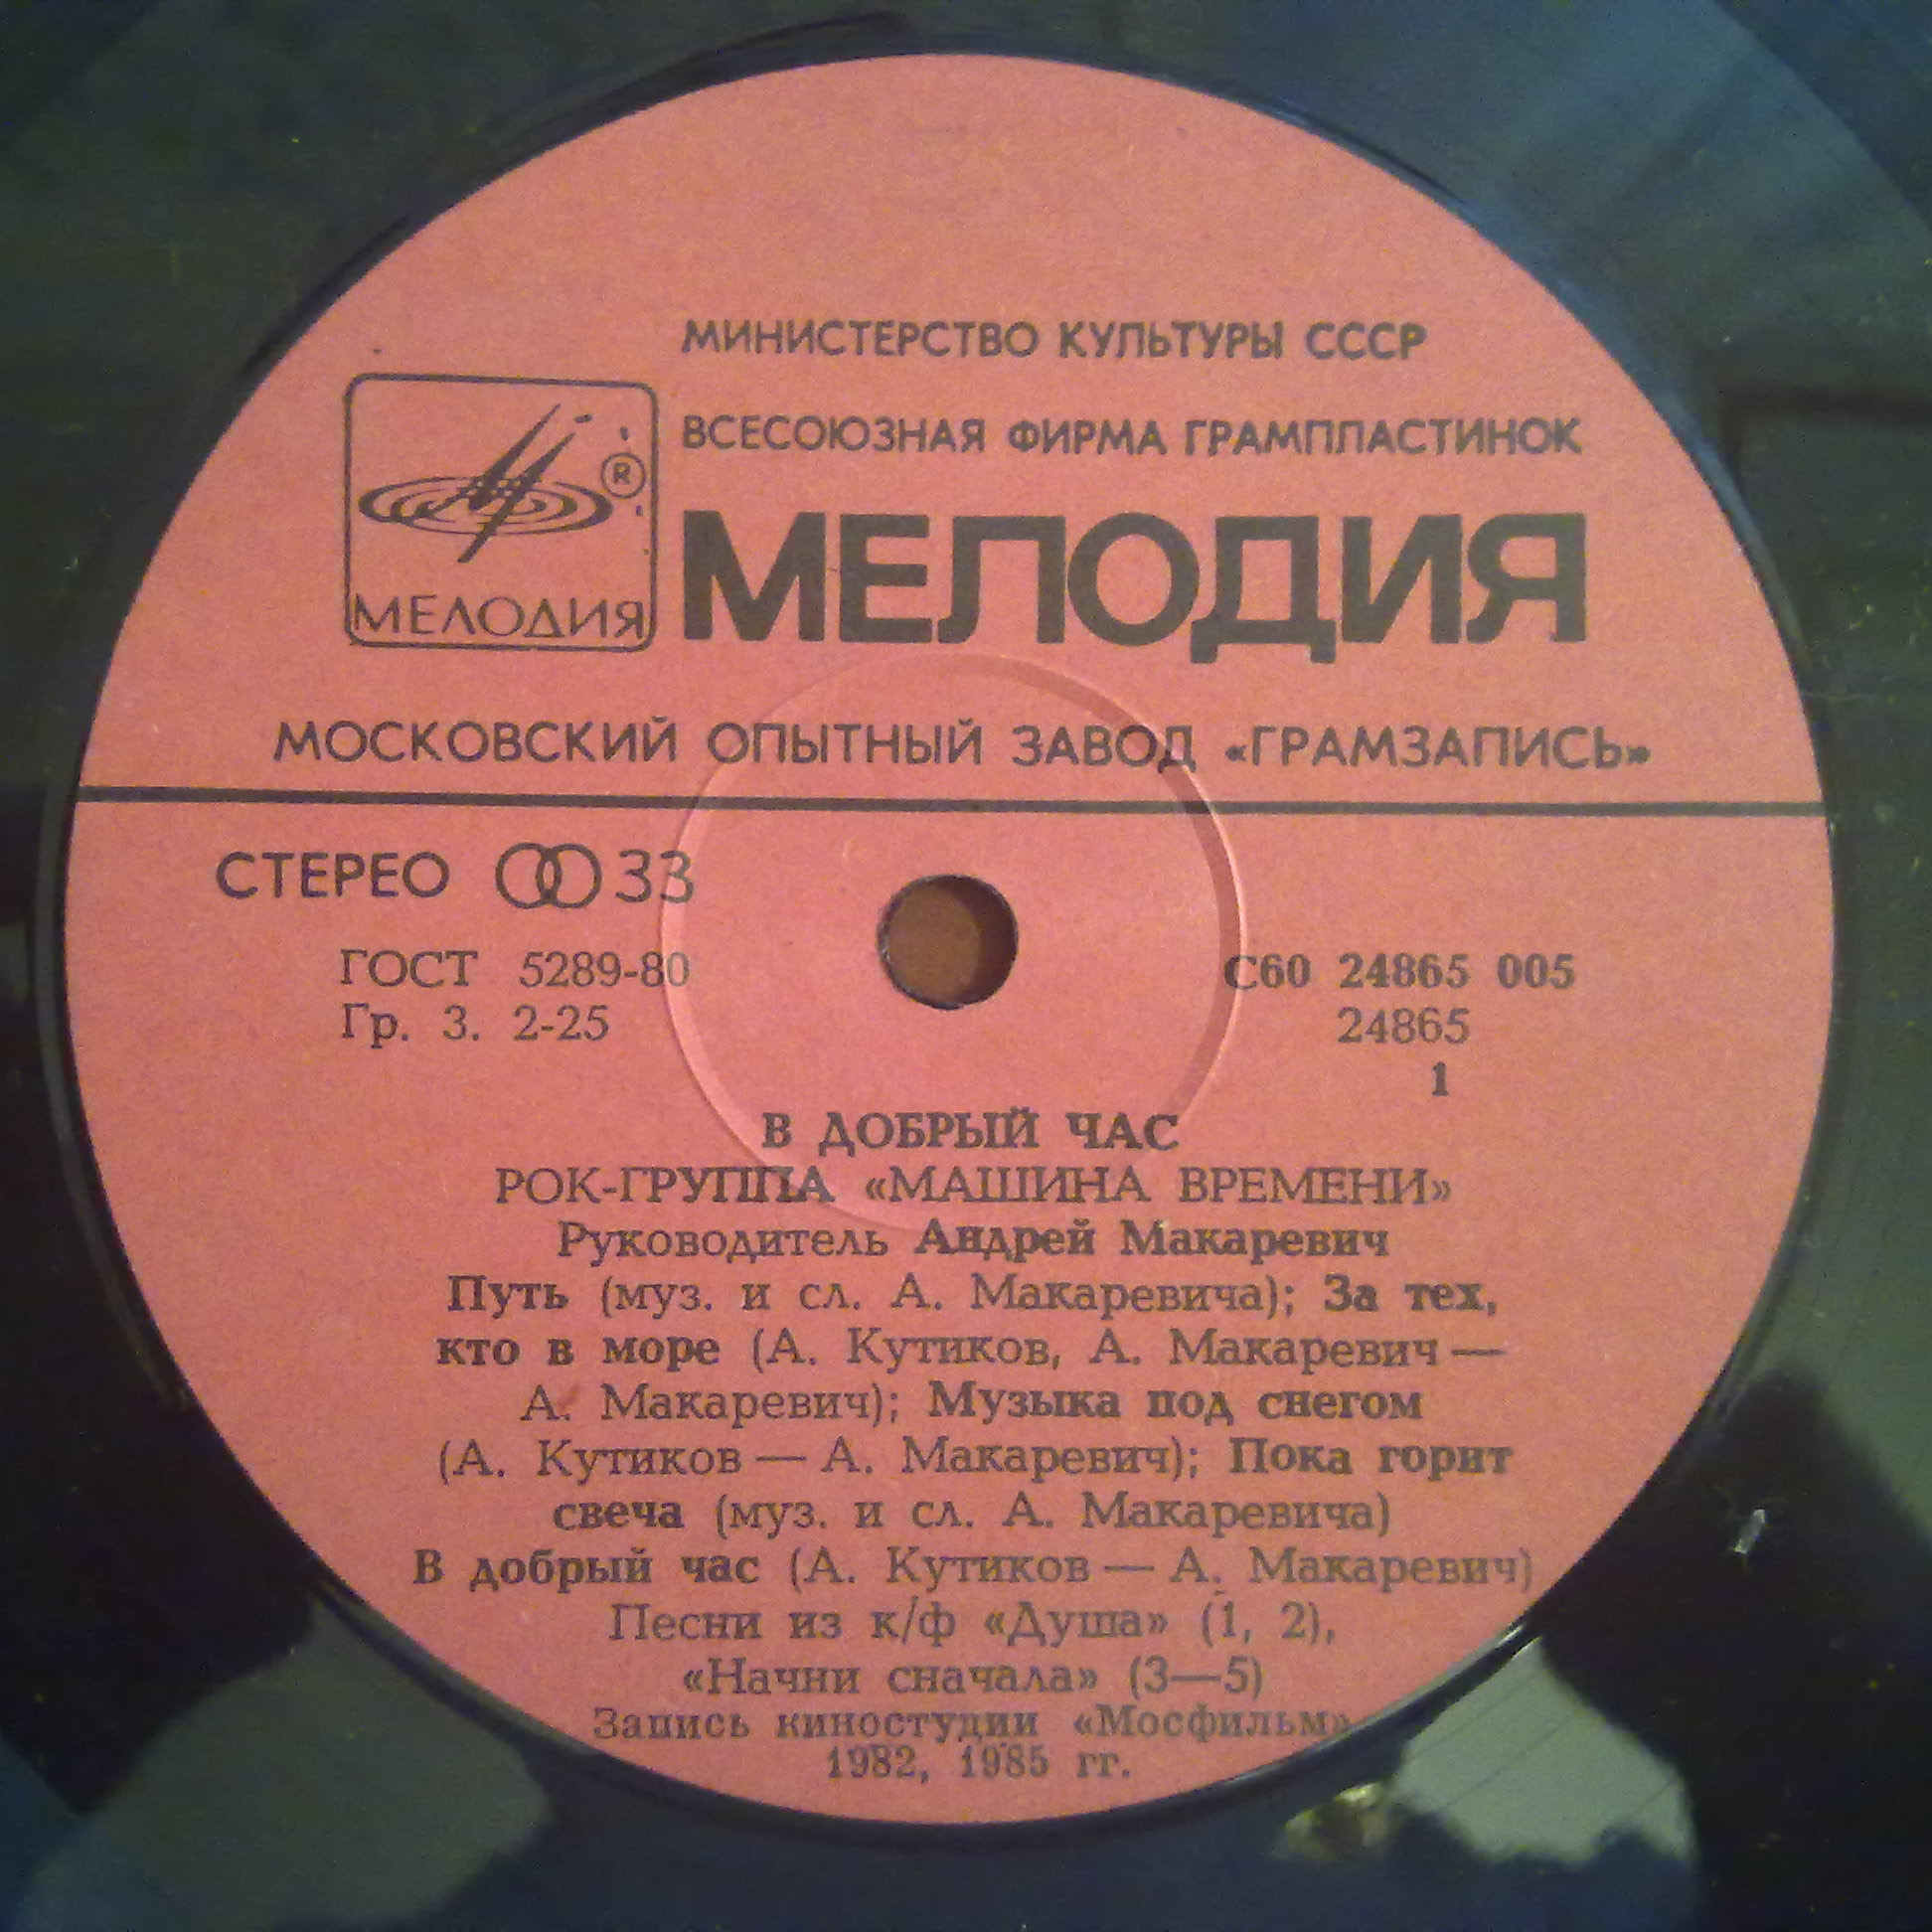 МИНИСТЕРСТВО КУЛЬТУРЫ СССР
ВСЕСОЮЗНАЯ ФИРМА ГРАМПЛАСТИНОК
®
МЕЛОДИЯ
МЕЛОДИЯ
МОСКОВСКИЙ ОПЫТНЫЙ ЗАВОД «ГРАМЗАПИСЬ»
СТЕРЕО 33
ГОСТ 5289-80 С60 24865 005
Гр. 3. 2-25 24865
1
В ДОБРЫЙ ЧАС
РОК-ГРУППА «МАШИНА ВРЕМЕНИ»
Руководитель Андрей Макаревич
Путь (муз. и сл. А. Макаревича); За тех,
кто в море (А. Кутиков, А. Макаревич —
А. Макаревич); Музыка под снегом
(А. Кутиков — А. Макаревич); Пока горит
свеча (муз. и сл. А. Макаревича)
В добрый час (А. Кутиков — А. Макаревич)
Песни из к/ф «Душа» (1, 2),
«Начни сначала» (3—5)
Запись киностудии «Мосфильм»
1982, 1985 гг.